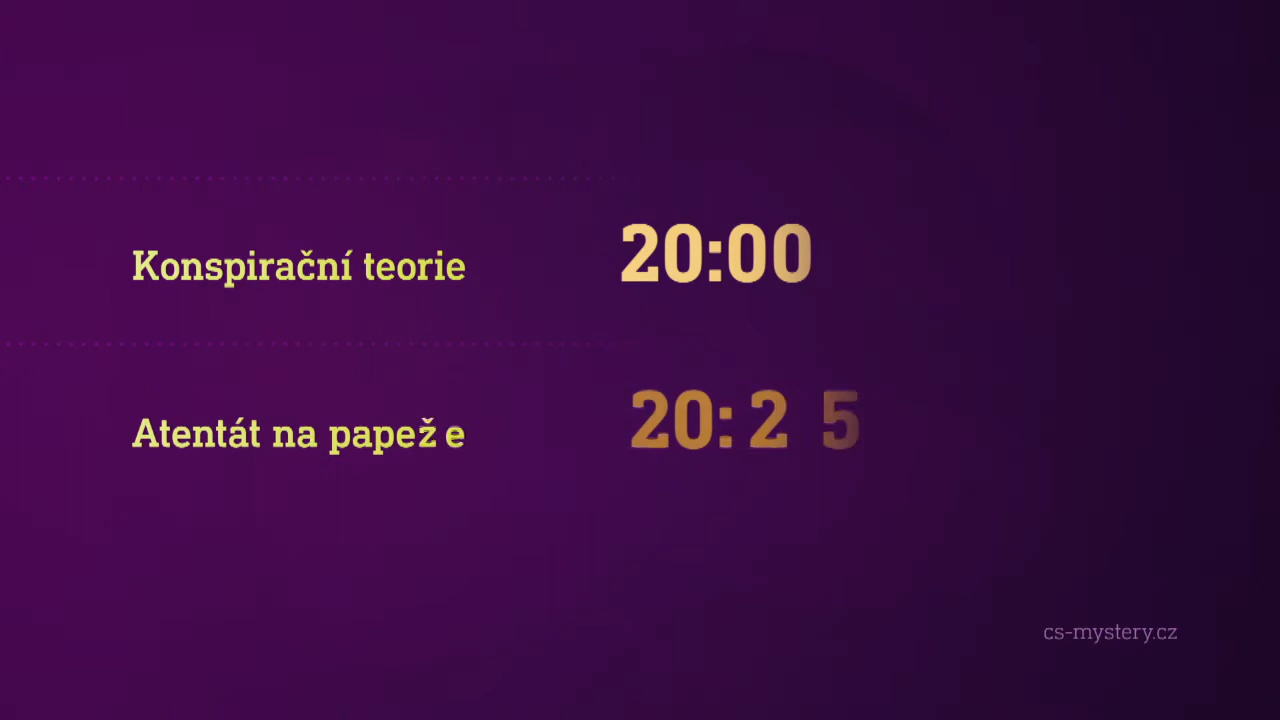 Konspirační teorie
20:00
Atentát na papeže
20:25
cs-mystery.cz